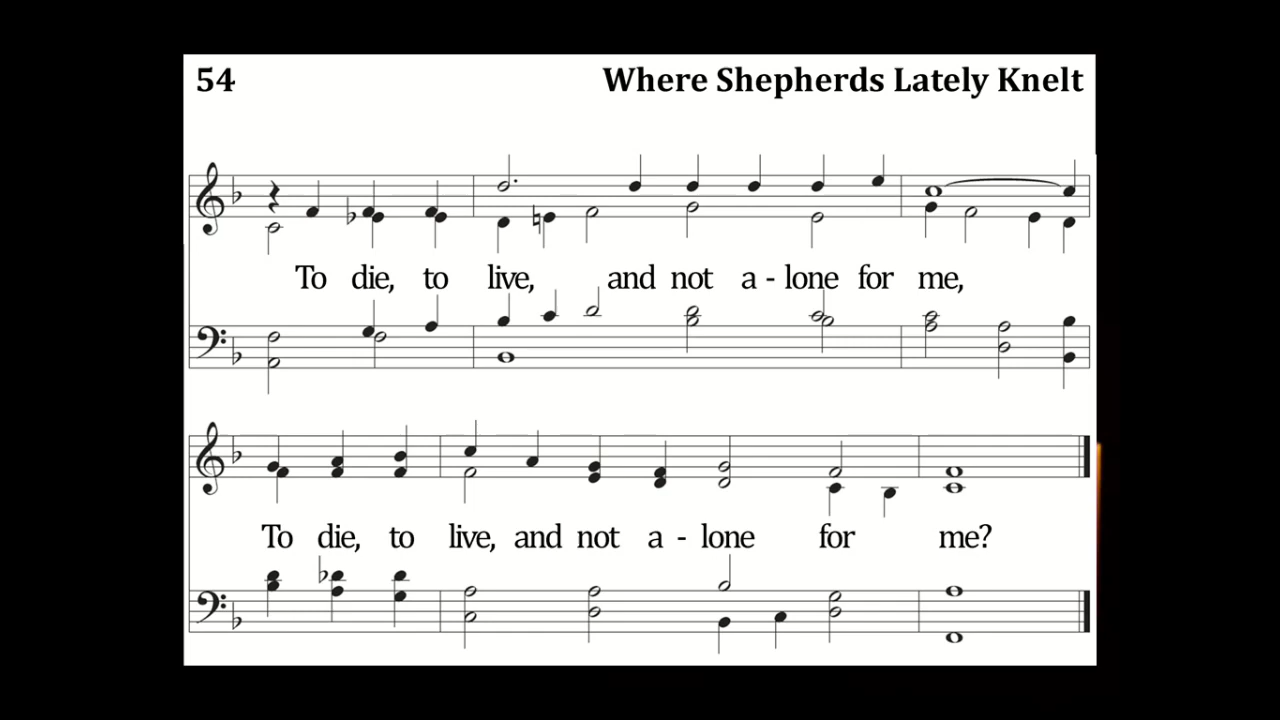 54 Where Shepherds Lately Knelt
To die, to live, and not a - lone for me,
To die, to live, and not a - lone for me?